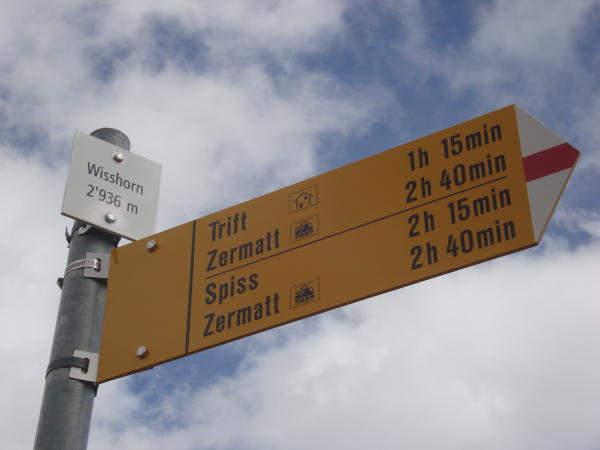 Wisshorn
2'936 m
Trift 1h 15min
Zermatt 2h 40min
Spiss 2h 15min
Zermatt 2h 40min